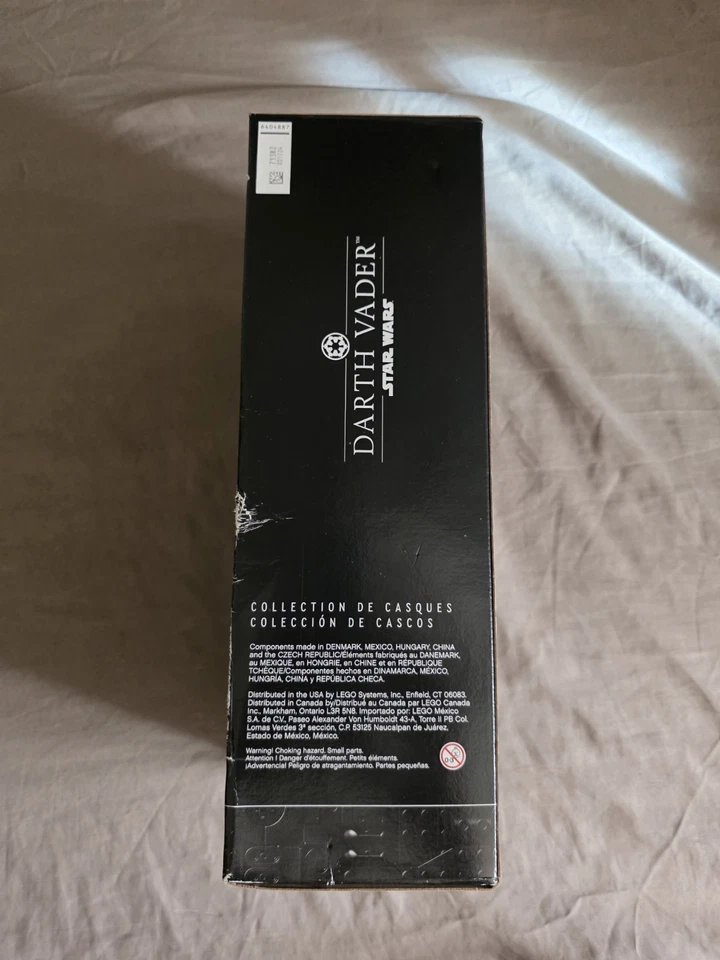 6404887
DARTH VADER™
STAR WARS
COLLECTION DE CASQUES
COLECCIÓN DE CASCOS
Components made in DENMARK, MEXICO, HUNGARY, CHINA
and the CZECH REPUBLIC/Éléments fabriqués au DANEMARK,
au MEXIQUE, en HONGRIE, en CHINE et en RÉPUBLIQUE
TCHÈQUE/Componentes hechos en DINAMARCA, MÉXICO,
HUNGRÍA, CHINA y REPÚBLICA CHECA.
Distributed in the USA by LEGO Systems, Inc., Enfield, CT 06083.
Distributed in Canada by/Distribué au Canada par LEGO Canada
Inc., Markham, Ontario L3R 5N8. Importado por: LEGO México
S.A. de C.V., Paseo Alexander Von Humboldt 43-A, Torre II PB Col.
Lomas Verdes 3ª sección, C.P. 53125 Naucalpan de Juárez,
Estado de México, México.
Warning! Choking hazard. Small parts.
Attention ! Danger d'étouffement. Petits éléments.
¡Advertencia! Peligro de atragantamiento. Partes pequeñas.
0-3